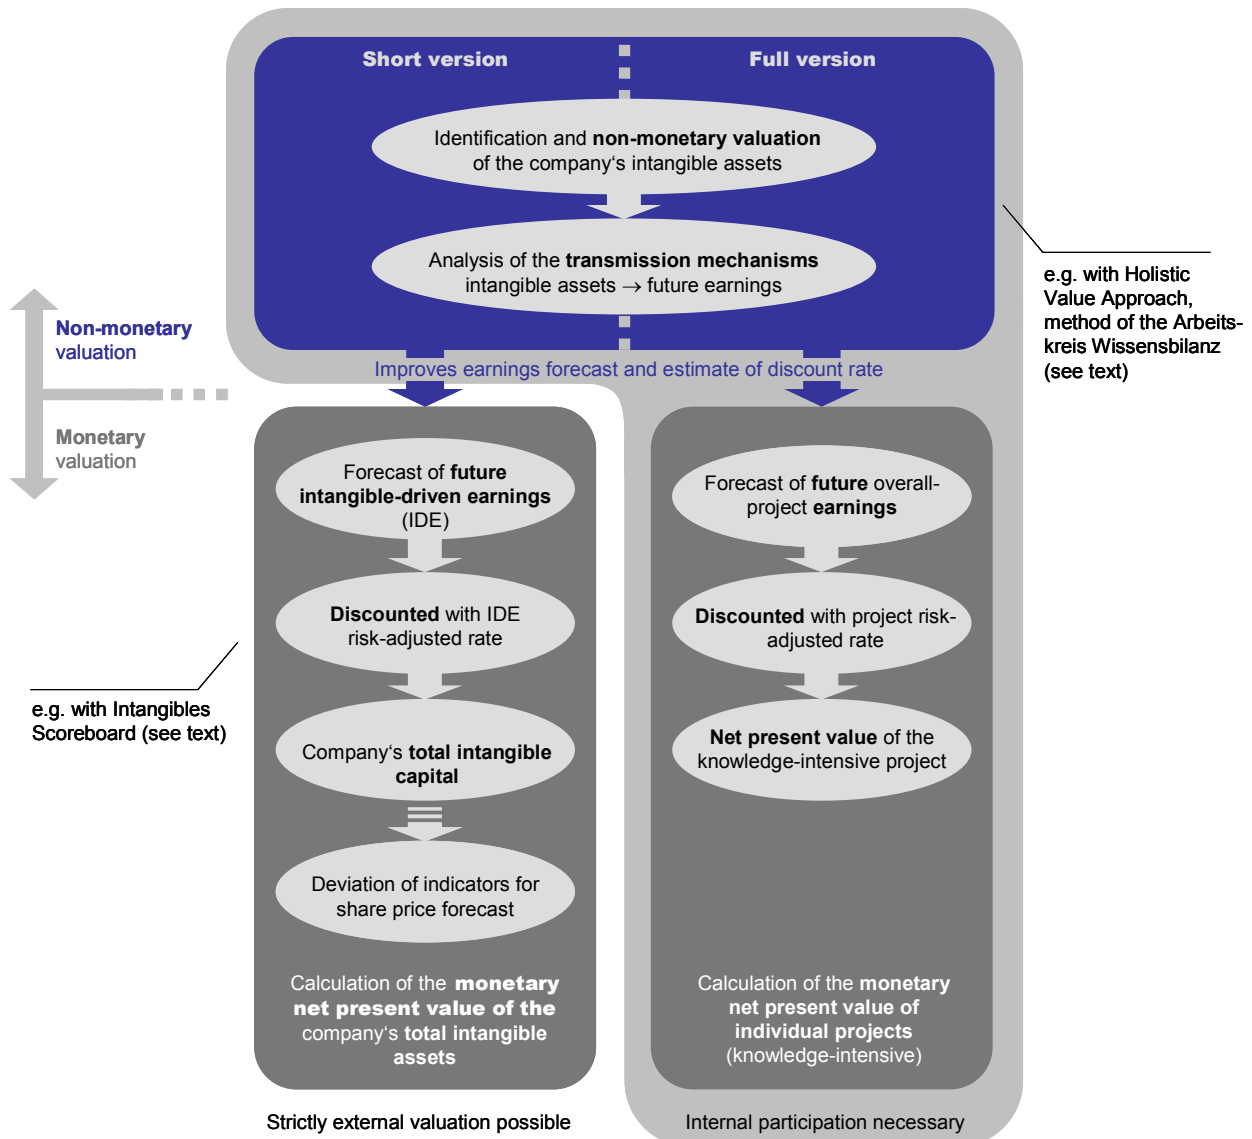 Short version
Full version
Identification and non-monetary valuation
of the company‘s intangible assets
Analysis of the transmission mechanisms
intangible assets → future earnings
e.g. with Holistic
Value Approach,
method of the Arbeits-
kreis Wissensbilanz
(see text)
Non-monetary
valuation
Monetary
valuation
Improves earnings forecast and estimate of discount rate
Forecast of future
intangible-driven earnings
(IDE)
Discounted with IDE
risk-adjusted rate
e.g. with Intangibles
Scoreboard (see text)
Company‘s total intangible
capital
Deviation of indicators for
share price forecast
Calculation of the monetary
net present value of the
company‘s total intangible
assets
Strictly external valuation possible
Forecast of future overall-
project earnings
Discounted with project risk-
adjusted rate
Net present value of the
knowledge-intensive project
Calculation of the monetary
net present value of
individual projects
(knowledge-intensive)
Internal participation necessary